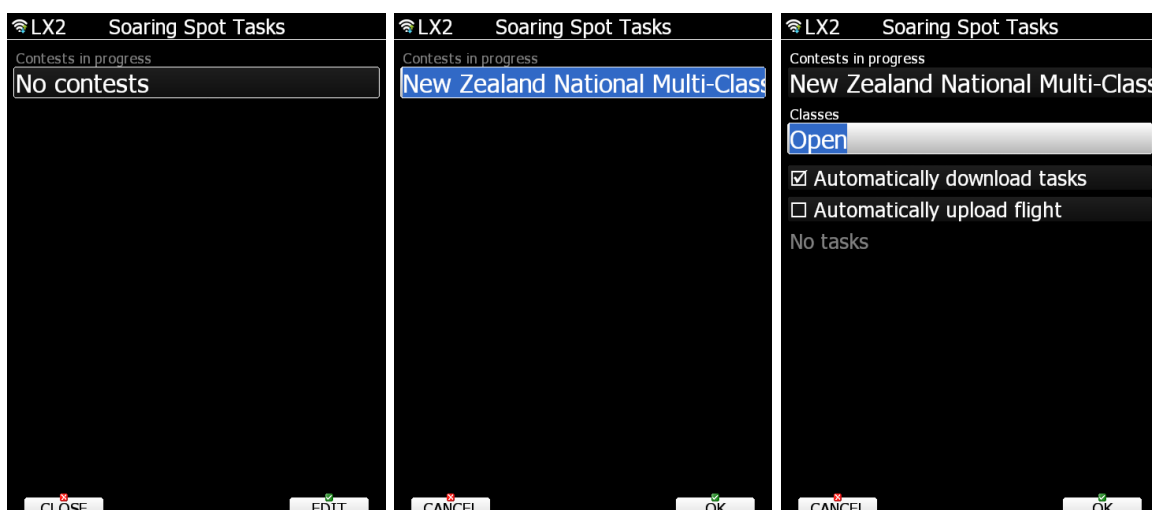 LX2 Soaring Spot Tasks
Contests in progress
No contests
CLOSE EDIT
LX2 Soaring Spot Tasks
Contests in progress
New Zealand National Multi-Class
CANCEL OK
LX2 Soaring Spot Tasks
Contests in progress
New Zealand National Multi-Class
Classes
Open
Automatically download tasks
Automatically upload flight
No tasks
CANCEL OK